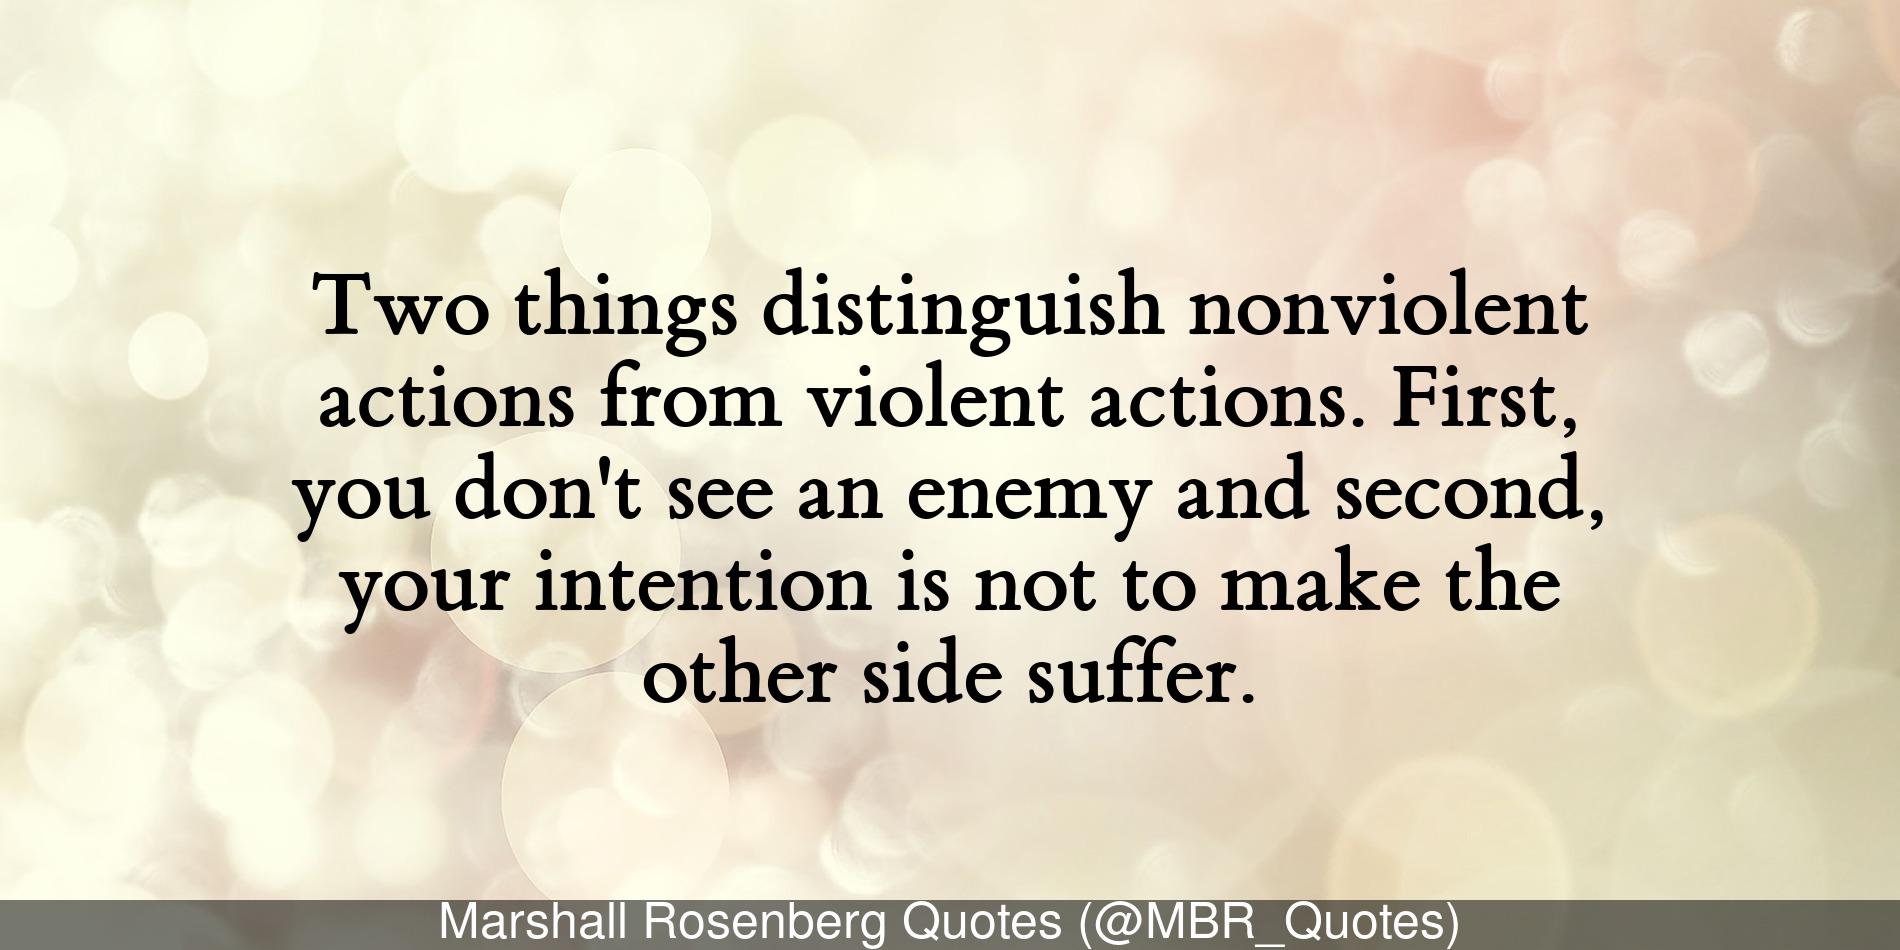 Two things distinguish nonviolent
actions from violent actions. First,
you don't see an enemy and second,
your intention is not to make the
other side suffer.
Marshall Rosenberg Quotes (@MBR_Quotes)